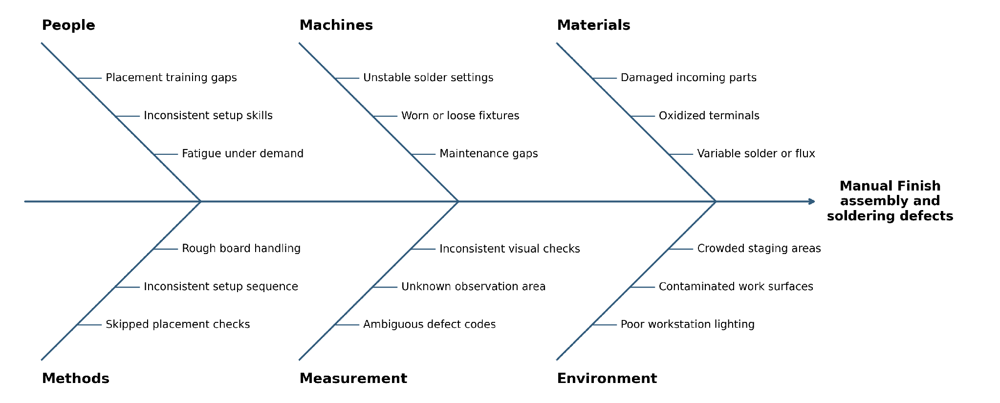 People
Machines
Materials
Placement training gaps
Unstable solder settings
Damaged incoming parts
Inconsistent setup skills
Worn or loose fixtures
Oxidized terminals
Fatigue under demand
Maintenance gaps
Variable solder or flux
Manual Finish
assembly and
soldering defects
Rough board handling
Inconsistent visual checks
Crowded staging areas
Inconsistent setup sequence
Unknown observation area
Contaminated work surfaces
Skipped placement checks
Ambiguous defect codes
Poor workstation lighting
Methods
Measurement
Environment